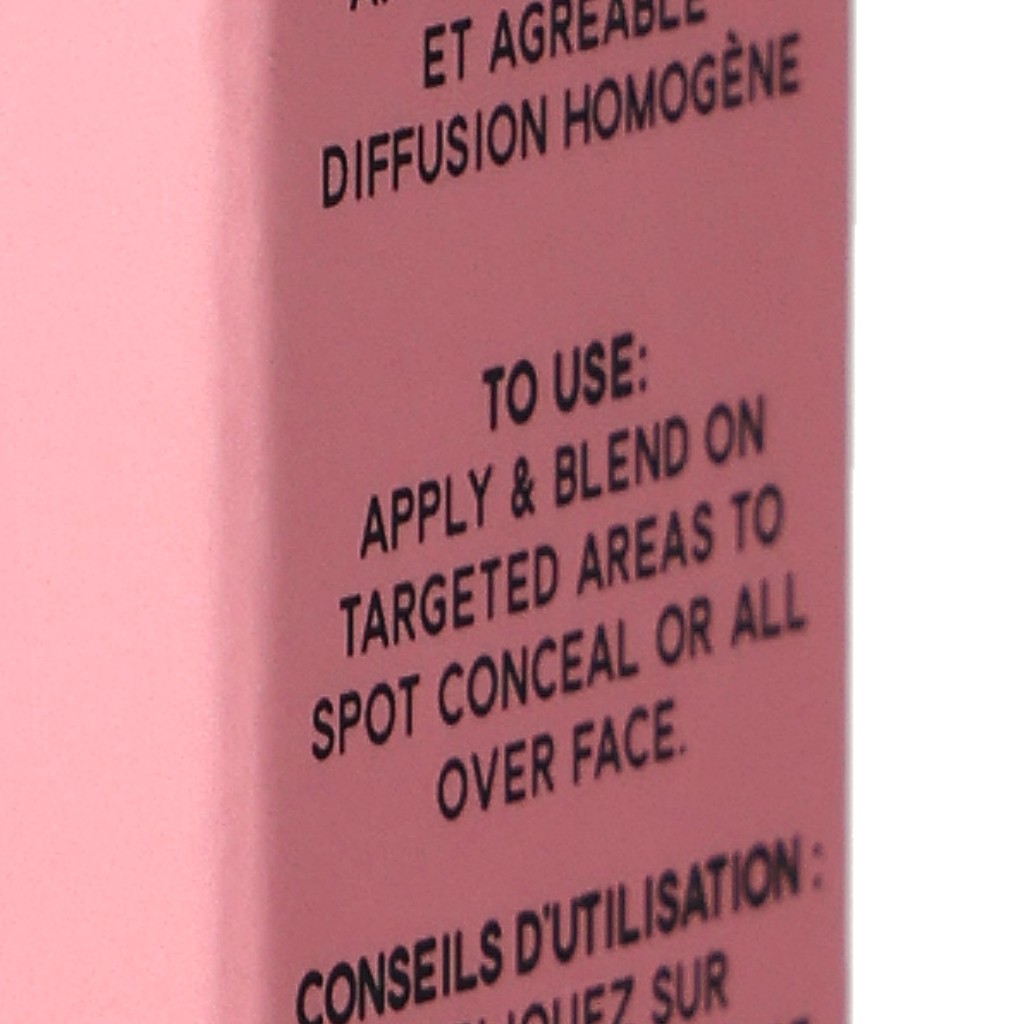 ET AGRÉABLE
DIFFUSION HOMOGÈNE
TO USE:
APPLY & BLEND ON
TARGETED AREAS TO
SPOT CONCEAL OR ALL
OVER FACE.
CONSEILS D'UTILISATION :
SUR